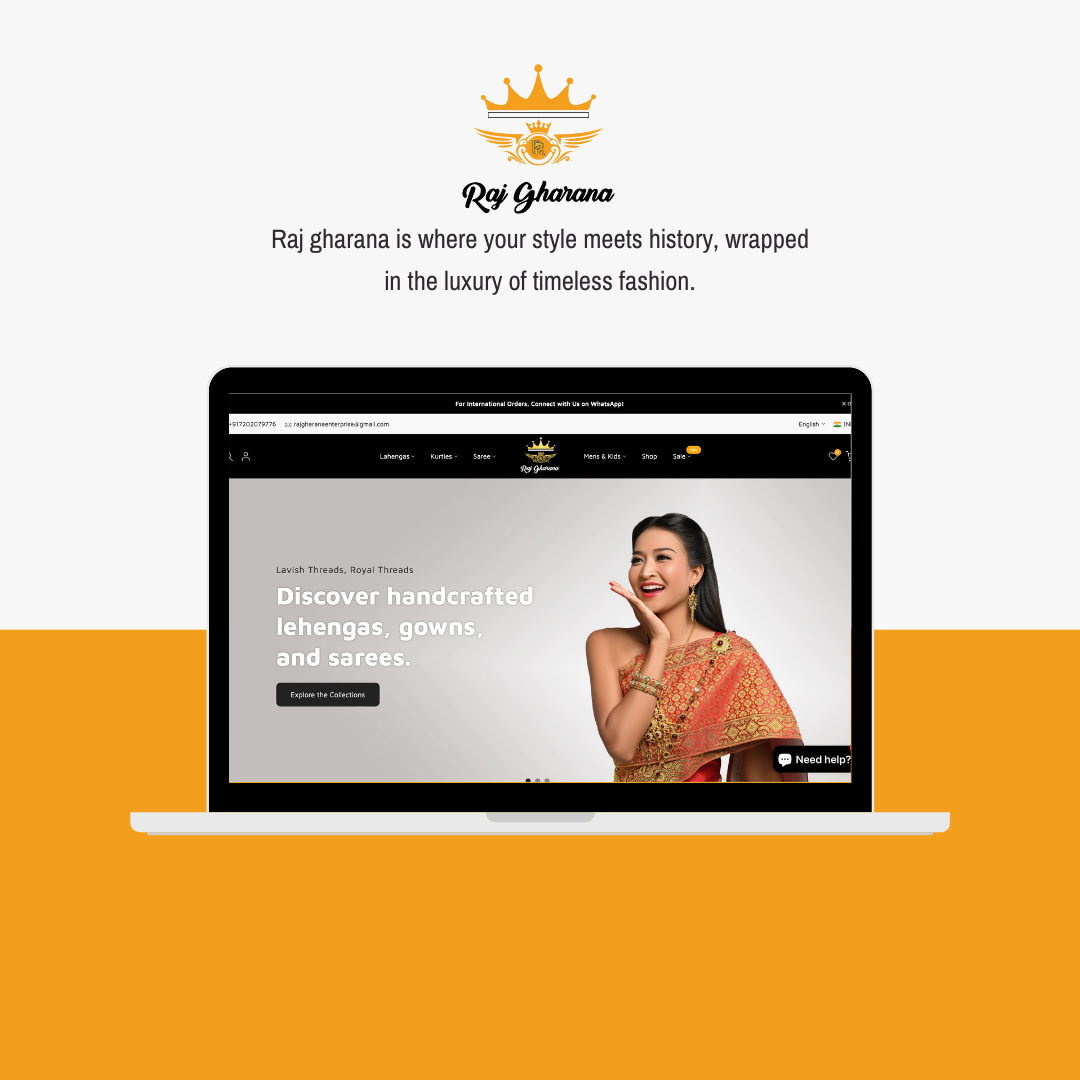 Raj Gharana
Raj gharana is where your style meets history, wrapped
in the luxury of timeless fashion.
For International Orders, Connect with Us on WhatsApp!
+917202079776 rajgharanaenterprise@gmail.com English
Lahengas Kurties Saree Raj Gharana Mens & Kids Shop Sale
Lavish Threads, Royal Threads
Discover handcrafted
lehengas, gowns,
and sarees.
Explore the Collections
Need help?